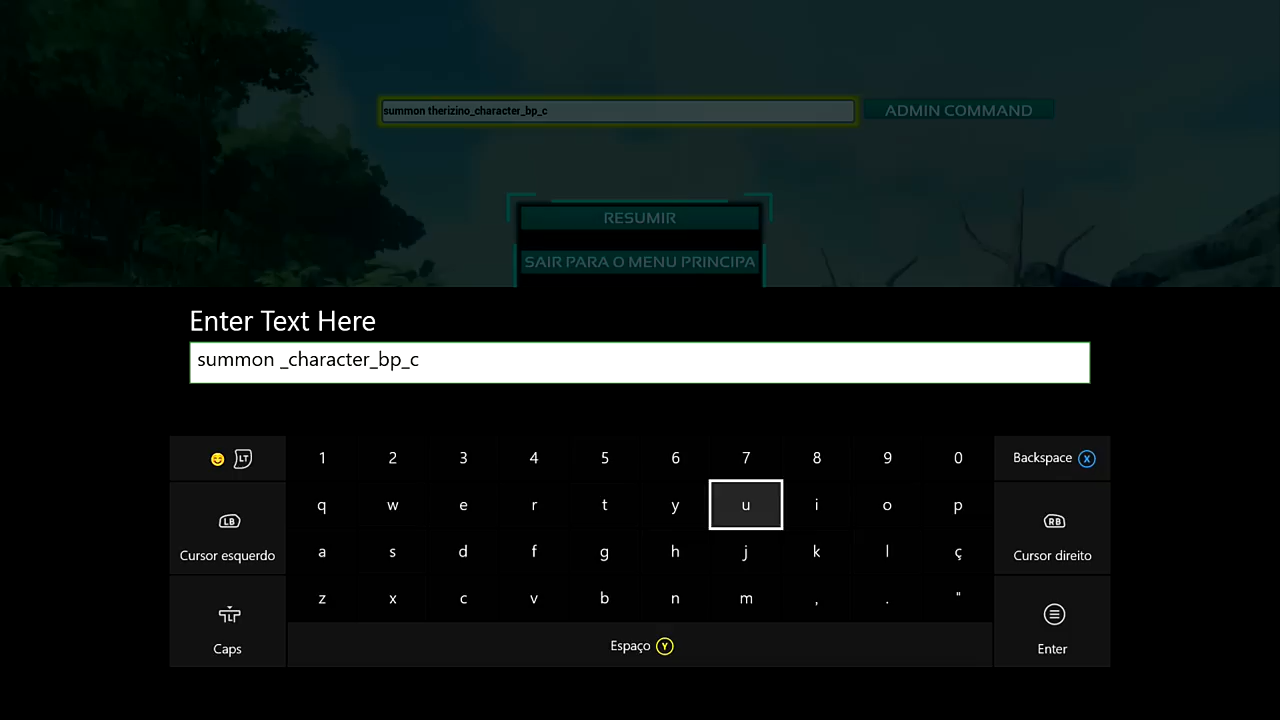 summon therizino_character_bp_c
ADMIN COMMAND
RESUMIR
SAIR PARA O MENU PRINCIPA
Enter Text Here
summon _character_bp_c
😊 LT 1 2 3 4 5 6 7 8 9 0 Backspace X
LB q w e r t y u i o p RB
Cursor esquerdo a s d f g h j k l ç Cursor direito
LT z x c v b n m , . "
Caps Espaço Y Enter